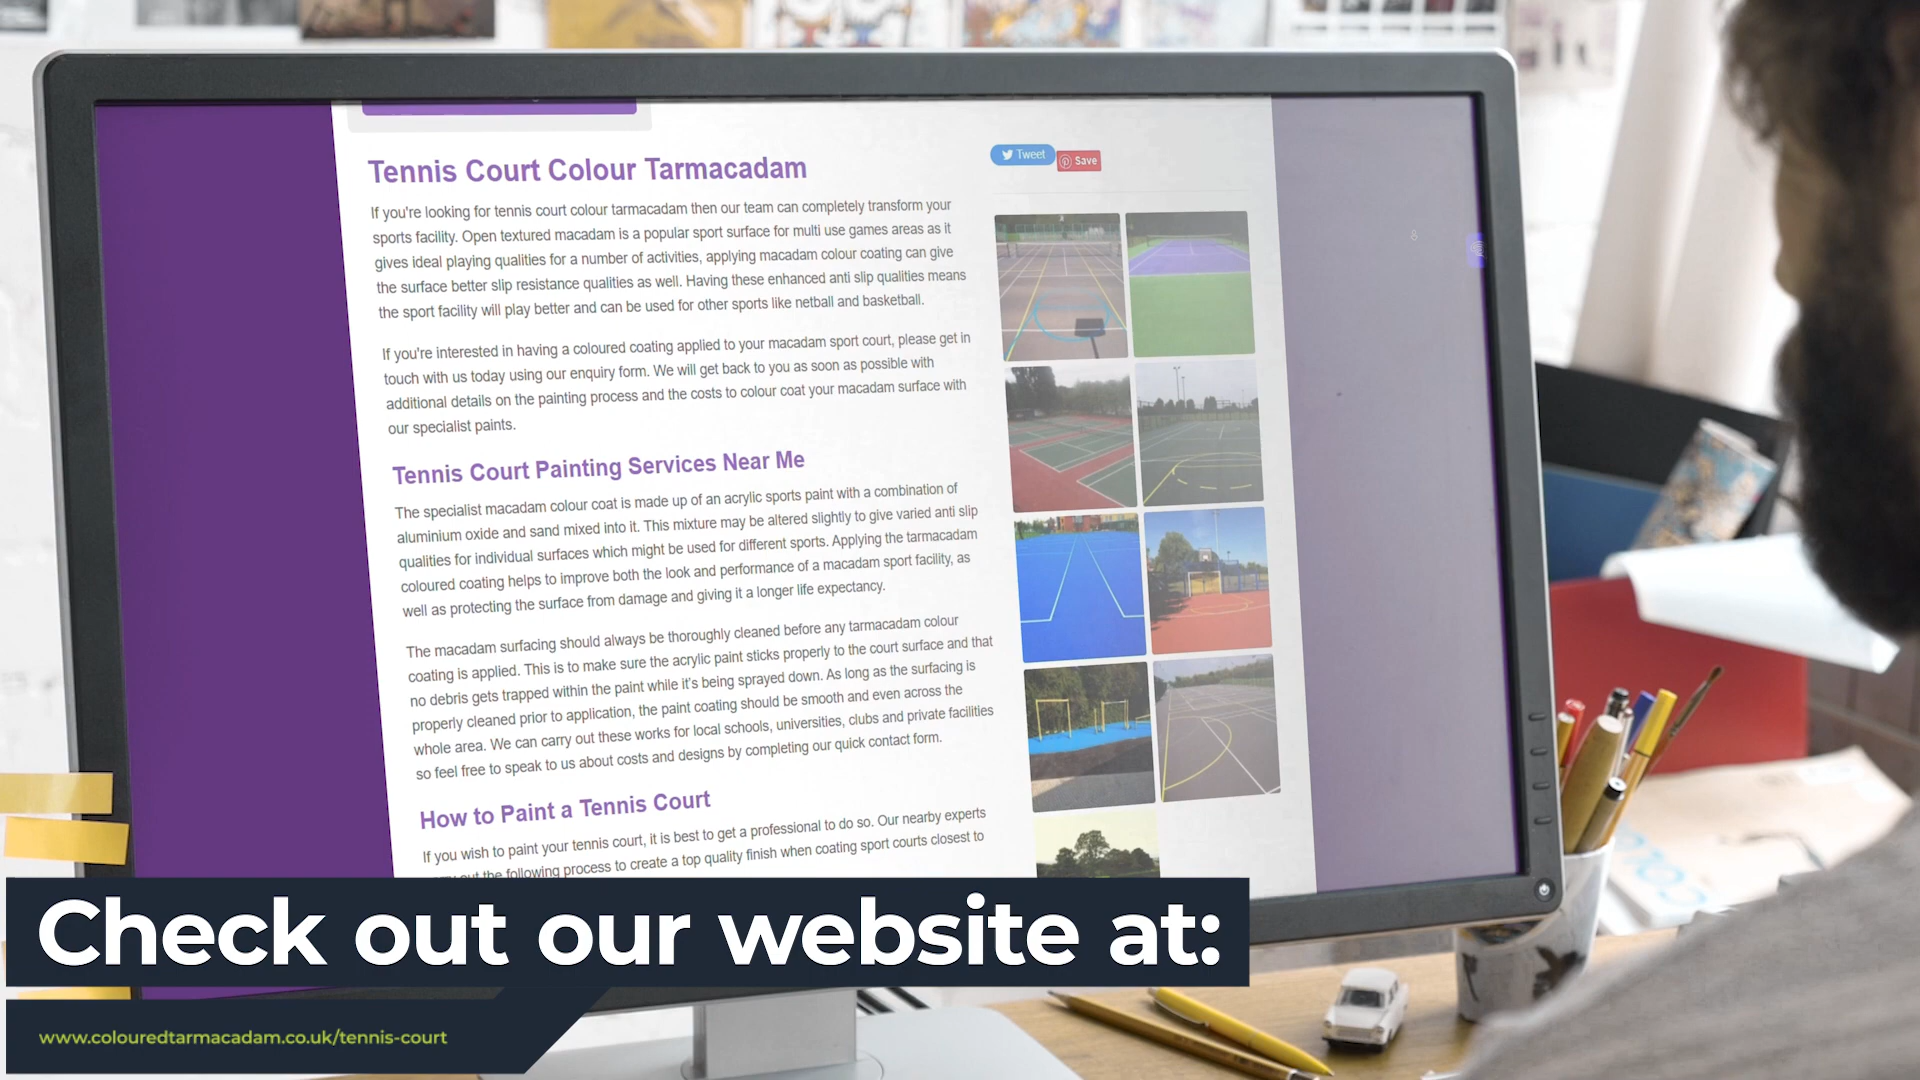 Tennis Court Colour Tarmacadam
If you're looking for tennis court colour tarmacadam then our team can completely transform your
sports facility. Open textured macadam is a popular sport surface for multi use games areas as it
gives ideal playing qualities for a number of activities, applying macadam colour coating can give
the surface better slip resistance qualities as well. Having these enhanced anti slip qualities means
the sport facility will play better and can be used for other sports like netball and basketball.
If you're interested in having a coloured coating applied to your macadam sport court, please get in
touch with us today using our enquiry form. We will get back to you as soon as possible with
additional details on the painting process and the costs to colour coat your macadam surface with
our specialist paints.
Tennis Court Painting Services Near Me
The specialist macadam colour coat is made up of an acrylic sports paint with a combination of
aluminium oxide and sand mixed into it. This mixture may be altered slightly to give varied anti slip
qualities for individual surfaces which might be used for different sports. Applying the tarmacadam
coloured coating helps to improve both the look and performance of a macadam sport facility, as
well as protecting the surface from damage and giving it a longer life expectancy.
The macadam surfacing should always be thoroughly cleaned before any tarmacadam colour
coating is applied. This is to make sure the acrylic paint sticks properly to the court surface and that
no debris gets trapped within the paint while it's being sprayed down. As long as the surfacing is
properly cleaned prior to application, the paint coating should be smooth and even across the
whole area. We can carry out these works for local schools, universities, clubs and private facilities
so feel free to speak to us about costs and designs by completing our quick contact form.
How to Paint a Tennis Court
If you wish to paint your tennis court, it is best to get a professional to do so. Our nearby experts
out the following process to create a top quality finish when coating sport courts closest to
Tweet
Save
Check out our website at:
www.colouredtarmacadam.co.uk/tennis-court